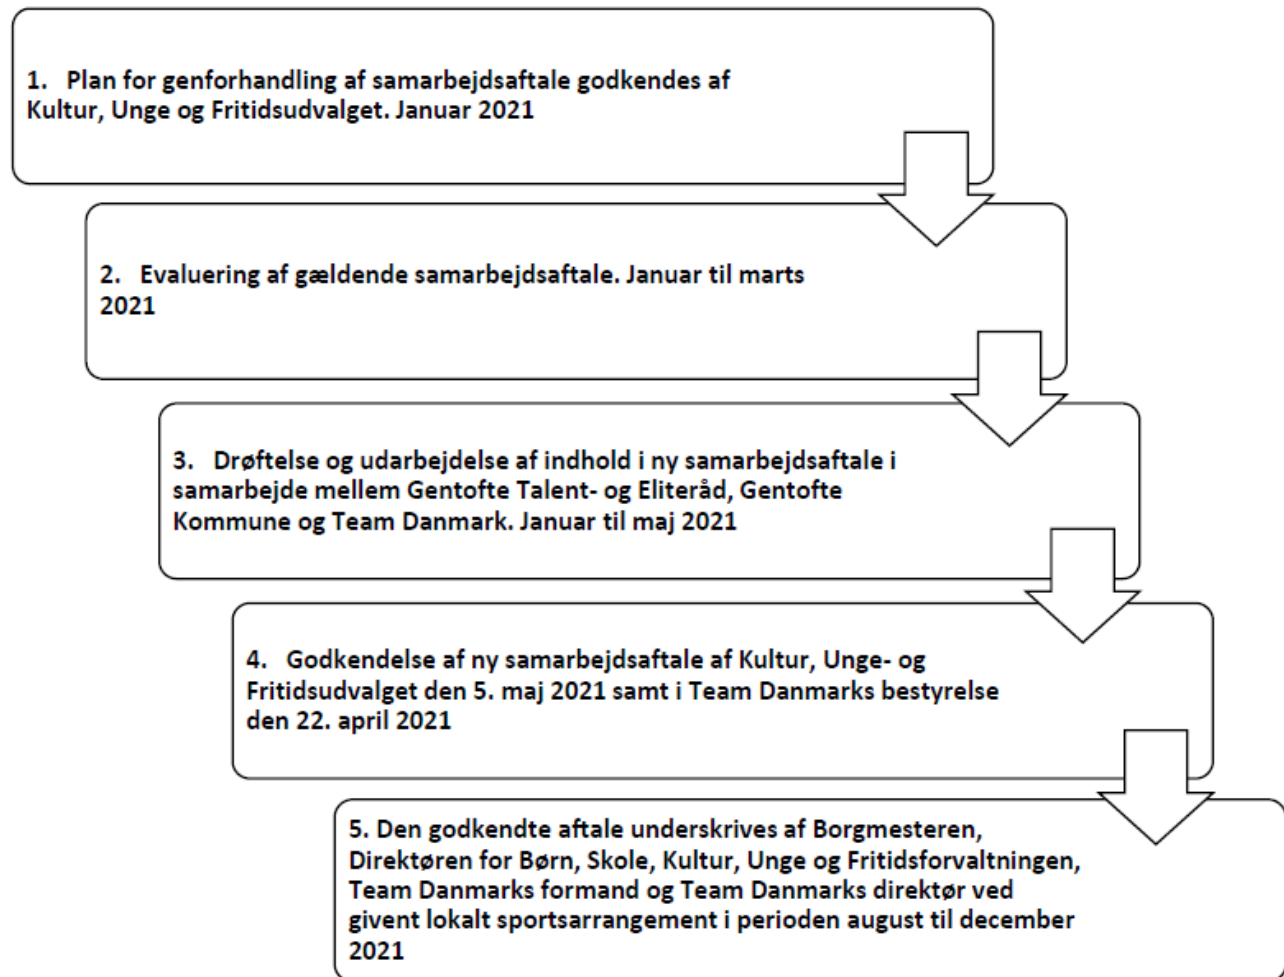 1. Plan for genforhandling af samarbejdsaftale godkendes af
Kultur, Unge og Fritidsudvalget. Januar 2021
2. Evaluering af gældende samarbejdsaftale. Januar til marts
2021
3. Drøftelse og udarbejdelse af indhold i ny samarbejdsaftale i
samarbejde mellem Gentofte Talent- og Eliteråd, Gentofte
Kommune og Team Danmark. Januar til maj 2021
4. Godkendelse af ny samarbejdsaftale af Kultur, Unge- og
Fritidsudvalget den 5. maj 2021 samt i Team Danmarks bestyrelse
den 22. april 2021
5. Den godkendte aftale underskrives af Borgmesteren,
Direktøren for Børn, Skole, Kultur, Unge og Fritidsforvaltningen,
Team Danmarks formand og Team Danmarks direktør ved
givent lokalt sportsarrangement i perioden august til december
2021